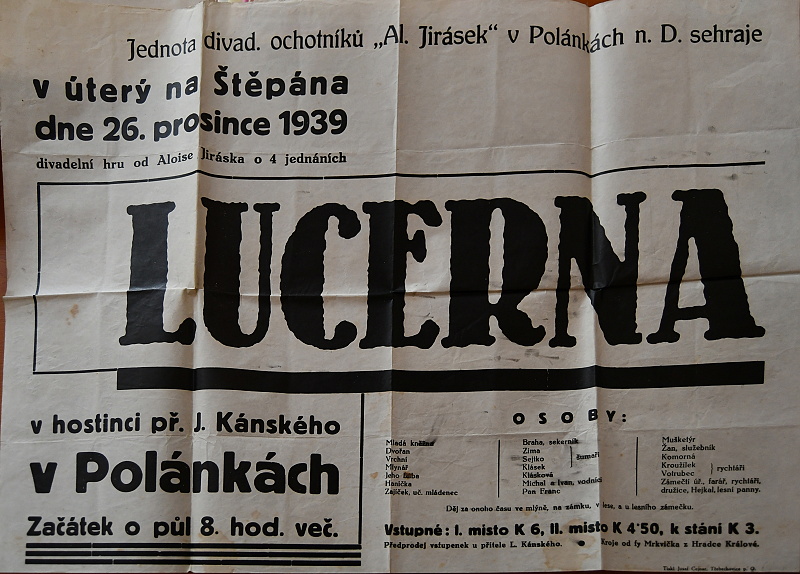 Jednota divad. ochotníků „Al. Jirásek“ v Polánkách n. D. sehraje
v úterý na Štěpána
dne 26. prosince 1939
divadelní hru od Aloise Jiráska o 4 jednáních
LUCERNA
v hostinci př. J. Kánského
v Polánkách
Začátek o půl 8. hod. več.
OSOBY:
Mladá kněžna
Dvořan
Vrchní
Mlynář
Jeho bába
Hanička
Zajíček, uč. mládenec
Braha, sekerník
Zima
Sejtko } šumaři
Klásek
Klásková
Michal a Ivan, vodníci
Pan Franc
Mušketýr
Žan, služebník
Komorná
Kroužilek
Votrubec } rychtáři
Zámečtí úř., farář, rychtáři,
družice, Hejkal, lesní panny.
Děj za onoho času ve mlýně, na zámku, v lese, a u lesního zámečku.
Vstupné: I. místo K 6, II. místo K 4·50, k stání K 3.
Předprodej vstupenek u přítele L. Kánského. Kroje od fy Mrkvička z Hradce Králové.